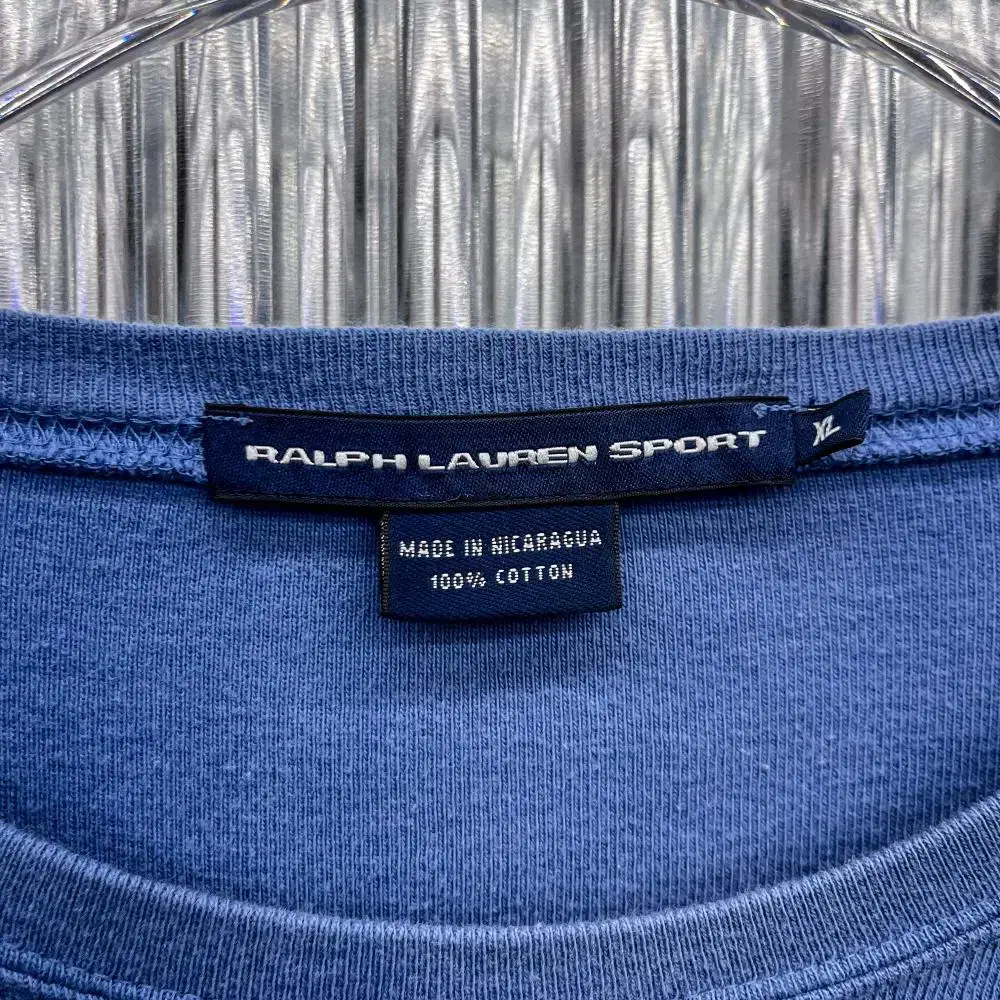 RALPH LAUREN SPORT
XL
MADE IN NICARAGUA
100% COTTON